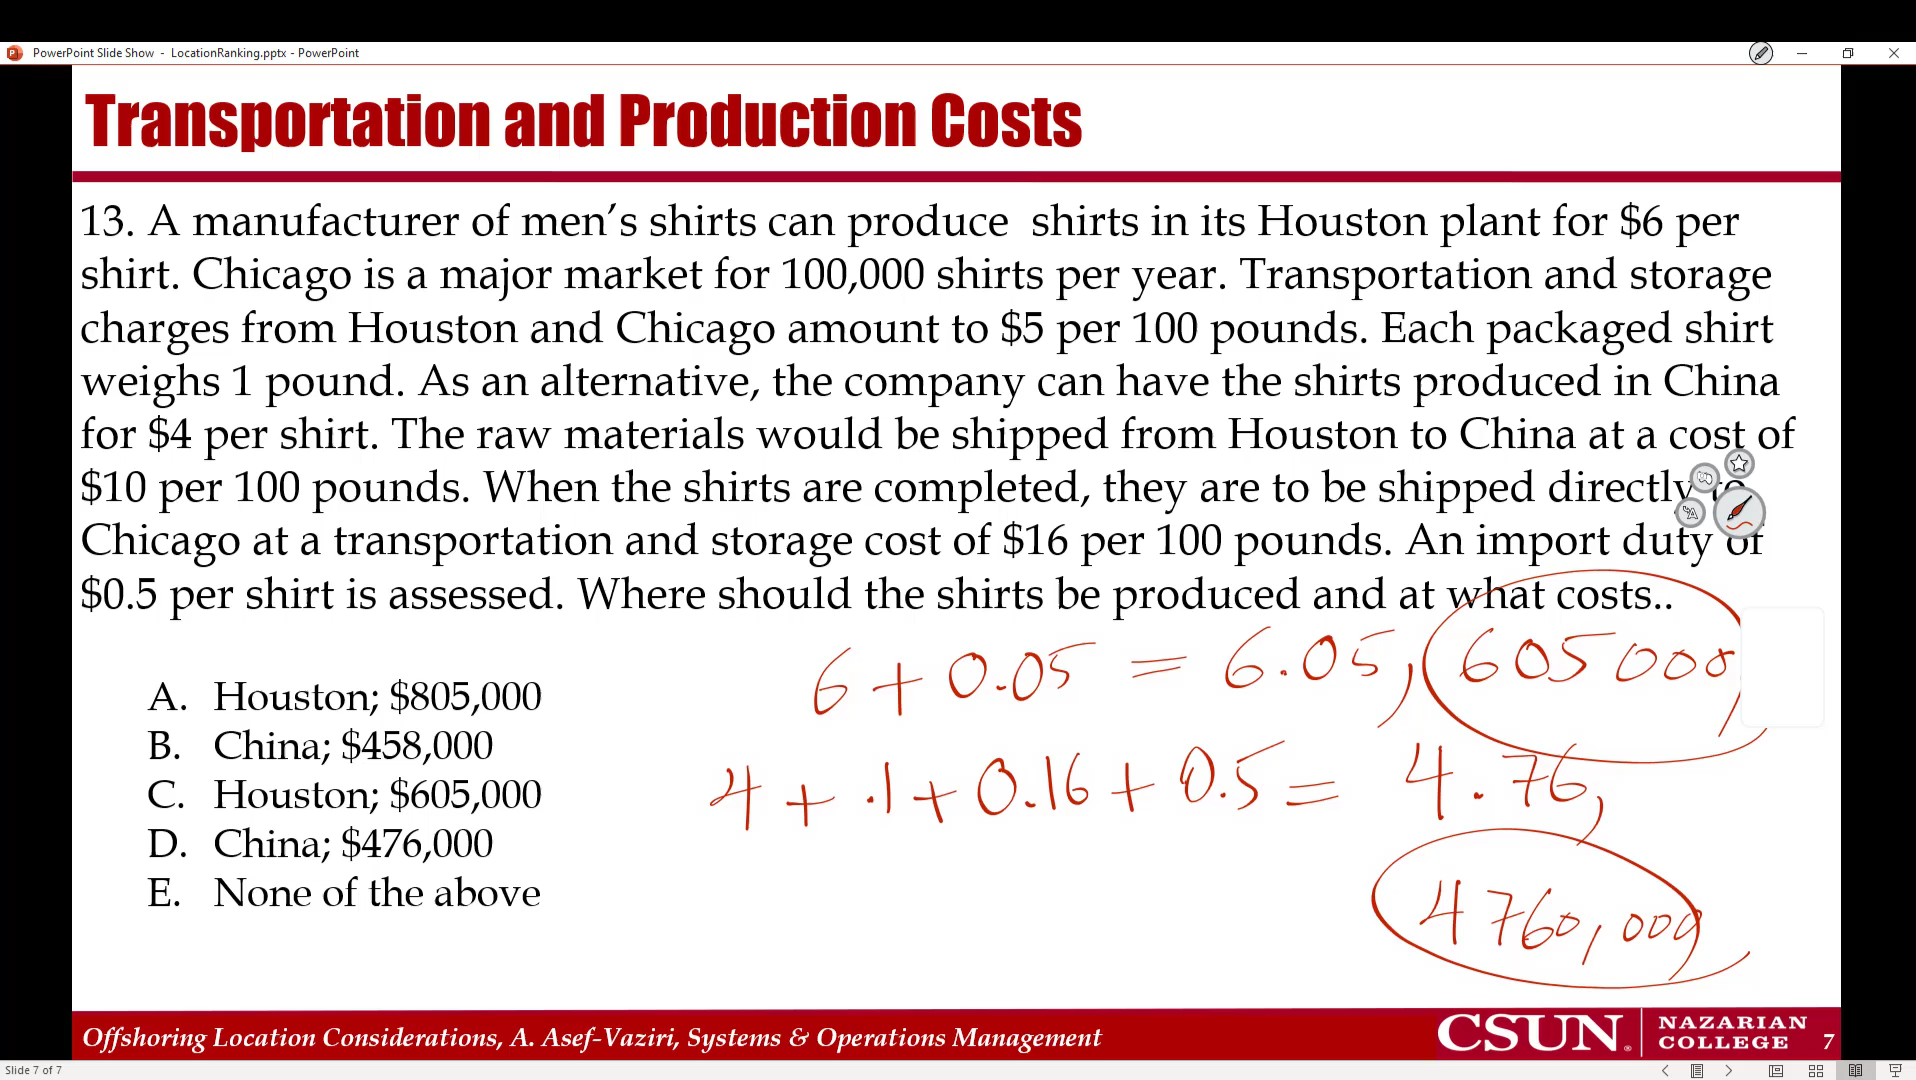 PowerPoint Slide Show - LocationRanking.pptx - PowerPoint
Transportation and Production Costs
13. A manufacturer of men’s shirts can produce shirts in its Houston plant for $6 per
shirt. Chicago is a major market for 100,000 shirts per year. Transportation and storage
charges from Houston and Chicago amount to $5 per 100 pounds. Each packaged shirt
weighs 1 pound. As an alternative, the company can have the shirts produced in China
for $4 per shirt. The raw materials would be shipped from Houston to China at a cost of
$10 per 100 pounds. When the shirts are completed, they are to be shipped directly to
Chicago at a transportation and storage cost of $16 per 100 pounds. An import duty of
$0.5 per shirt is assessed. Where should the shirts be produced and at what costs..
6 + 0.05 = 6.05, 605000
A. Houston; $805,000
B. China; $458,000
4 + .1 + 0.16 + 0.5 = 4.76,
C. Houston; $605,000
D. China; $476,000
E. None of the above
4760,000
Offshoring Location Considerations, A. Asef-Vaziri, Systems & Operations Management
CSUN NAZARIAN COLLEGE 7
Slide 7 of 7